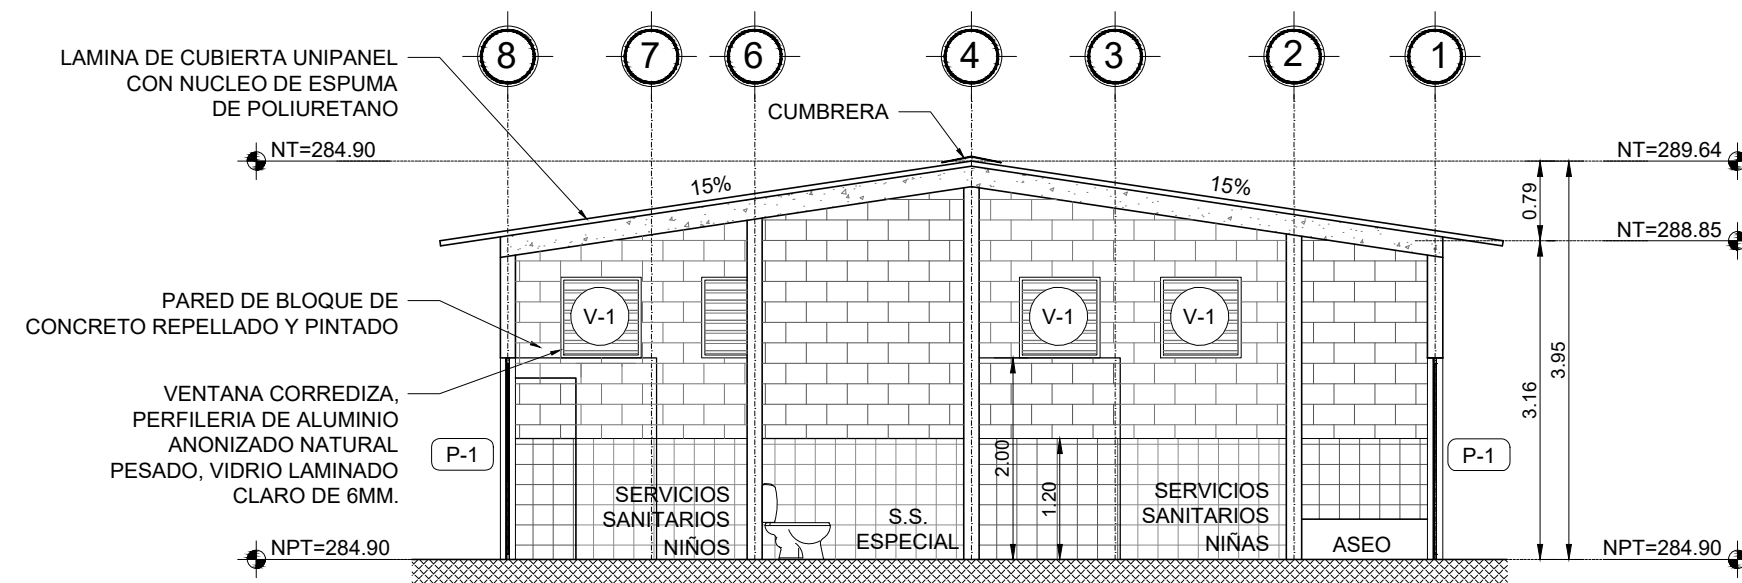 8
7
6
4
3
2
1
LAMINA DE CUBIERTA UNIPANEL
CON NUCLEO DE ESPUMA
DE POLIURETANO
CUMBRERA
NT=284.90
NT=289.64
15%
15%
0.79
NT=288.85
PARED DE BLOQUE DE
CONCRETO REPELLADO Y PINTADO
V-1
V-1
V-1
3.95
3.16
VENTANA CORREDIZA,
PERFILERIA DE ALUMINIO
ANONIZADO NATURAL
PESADO, VIDRIO LAMINADO
CLARO DE 6MM.
P-1
P-1
2.00
1.20
SERVICIOS
SANITARIOS
NIÑOS
S.S.
ESPECIAL
SERVICIOS
SANITARIOS
NIÑAS
ASEO
NPT=284.90
NPT=284.90